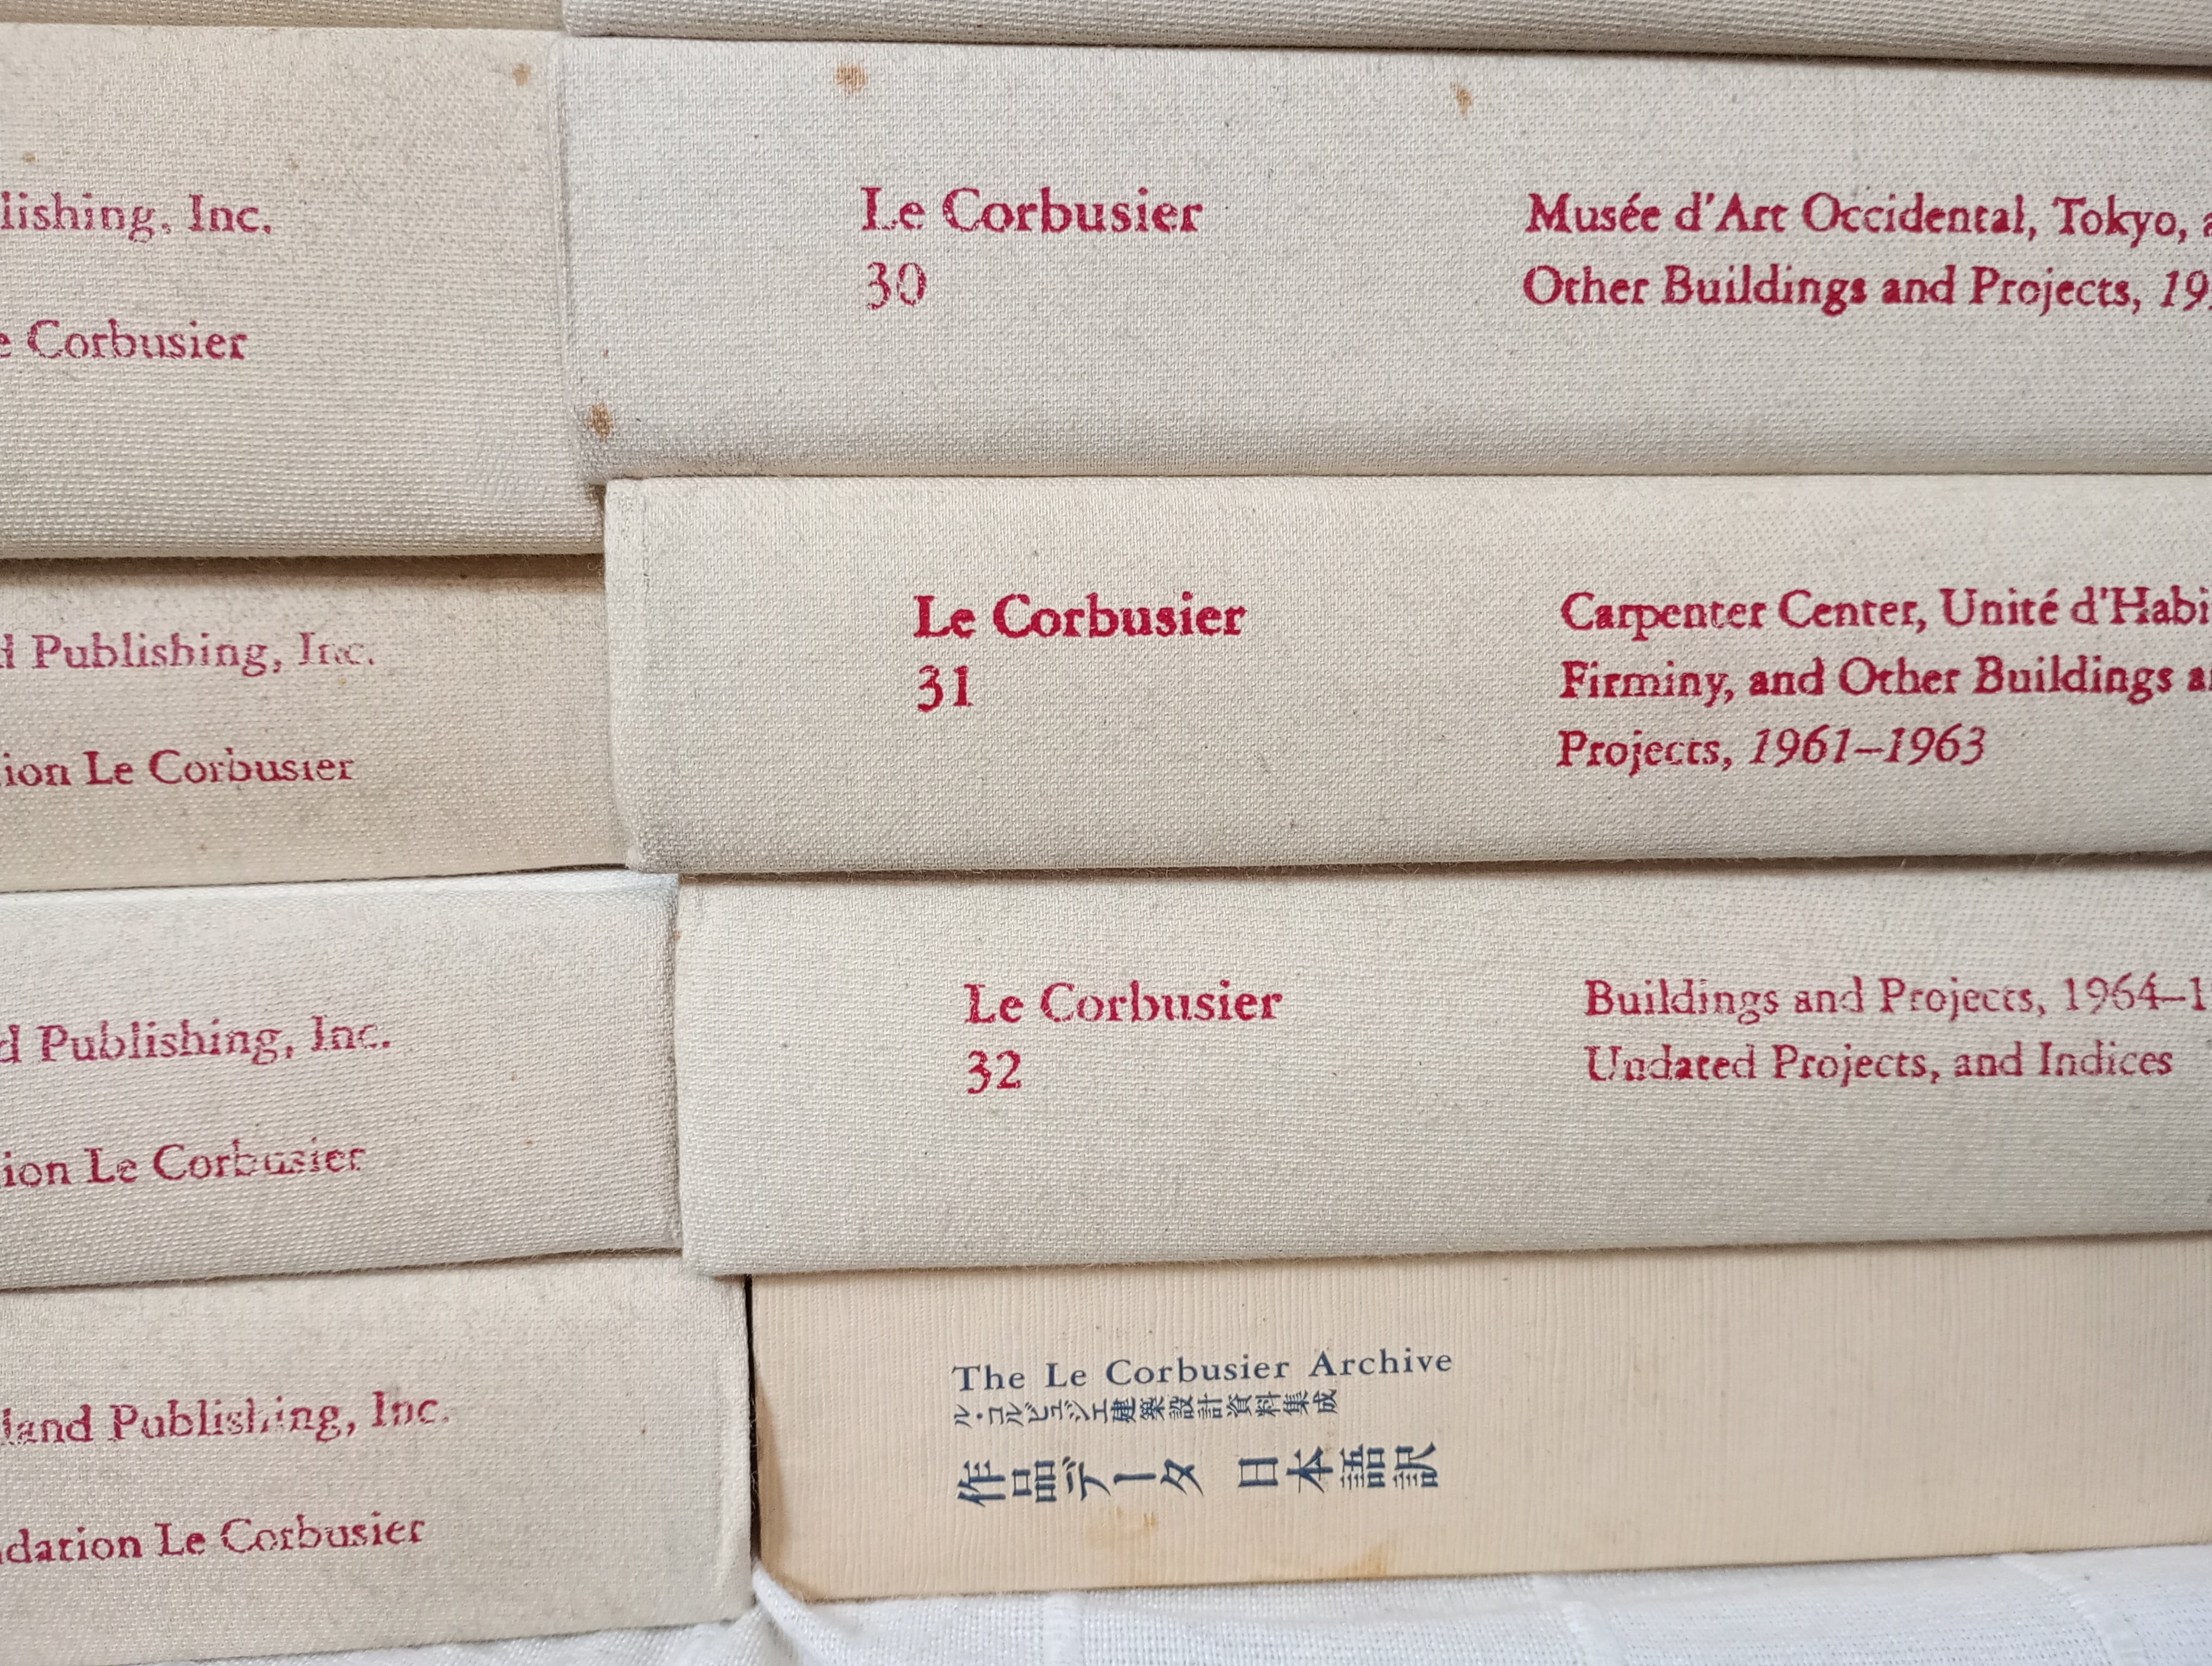 lishing, Inc.
e Corbusier
d Publishing, Inc.
ion Le Corbusier
d Publishing, Inc.
ion Le Corbusier
land Publishing, Inc.
dation Le Corbusier
Le Corbusier
30
Musée d'Art Occidental, Tokyo, a
Other Buildings and Projects, 19
Le Corbusier
31
Carpenter Center, Unité d'Habi
Firminy, and Other Buildings a
Projects, 1961–1963
Le Corbusier
32
Buildings and Projects, 1964–1
Undated Projects, and Indices
The Le Corbusier Archive
ル・コルビュジエ建築設計資料集成
作品データ 日本語訳